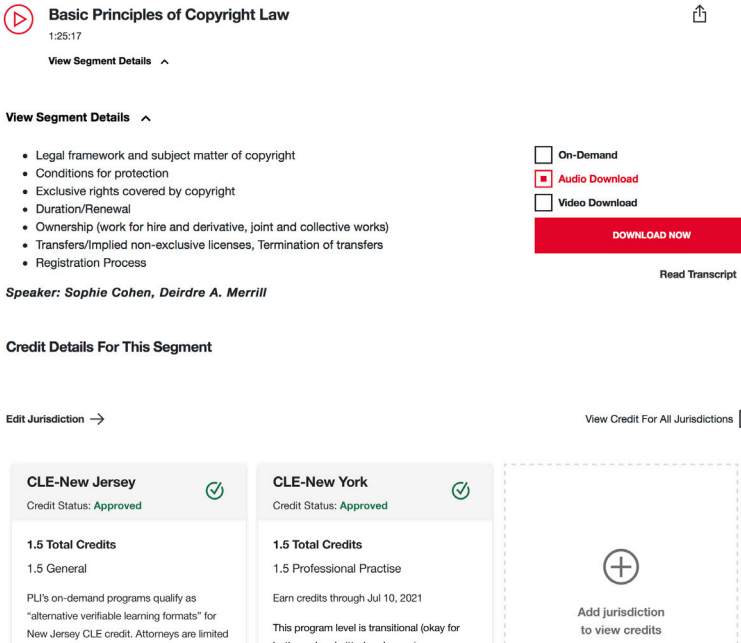 Basic Principles of Copyright Law
1:25:17
View Segment Details
View Segment Details
• Legal framework and subject matter of copyright
• Conditions for protection
• Exclusive rights covered by copyright
• Duration/Renewal
• Ownership (work for hire and derivative, joint and collective works)
• Transfers/Implied non-exclusive licenses, Termination of transfers
• Registration Process
Speaker: Sophie Cohen, Deirdre A. Merrill
On-Demand
Audio Download
Video Download
DOWNLOAD NOW
Read Transcript
Credit Details For This Segment
Edit Jurisdiction →
View Credit For All Jurisdictions
CLE-New Jersey
Credit Status: Approved
1.5 Total Credits
1.5 General
PLI's on-demand programs qualify as
"alternative verifiable learning formats" for
New Jersey CLE credit. Attorneys are limited
CLE-New York
Credit Status: Approved
1.5 Total Credits
1.5 Professional Practise
Earn credits through Jul 10, 2021
This program level is transitional (okay for
Add jurisdiction
to view credits